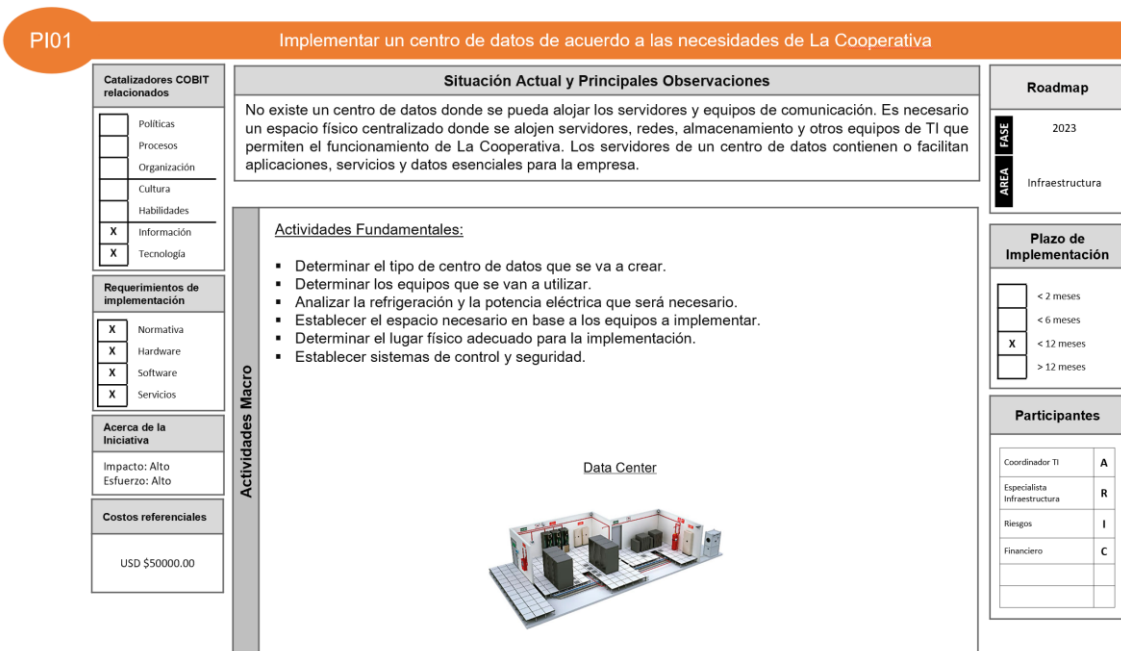 PI01
Implementar un centro de datos de acuerdo a las necesidades de La Cooperativa
Catalizadores COBIT
relacionados
Políticas
Procesos
Organización
Cultura
Habilidades
X Información
X Tecnología
Requerimientos de
implementación
X Normativa
X Hardware
X Software
X Servicios
Acerca de la
Iniciativa
Impacto: Alto
Esfuerzo: Alto
Costos referenciales
USD $50000.00
Situación Actual y Principales Observaciones
No existe un centro de datos donde se pueda alojar los servidores y equipos de comunicación. Es necesario
un espacio físico centralizado donde se alojen servidores, redes, almacenamiento y otros equipos de TI que
permiten el funcionamiento de La Cooperativa. Los servidores de un centro de datos contienen o facilitan
aplicaciones, servicios y datos esenciales para la empresa.
Actividades Macro
Actividades Fundamentales:
▪ Determinar el tipo de centro de datos que se va a crear.
▪ Determinar los equipos que se van a utilizar.
▪ Analizar la refrigeración y la potencia eléctrica que será necesario.
▪ Establecer el espacio necesario en base a los equipos a implementar.
▪ Determinar el lugar físico adecuado para la implementación.
▪ Establecer sistemas de control y seguridad.
Data Center
Roadmap
FASE 2023
AREA Infraestructura
Plazo de
Implementación
< 2 meses
< 6 meses
X < 12 meses
> 12 meses
Participantes
Coordinador TI A
Especialista
Infraestructura R
Riesgos I
Financiero C